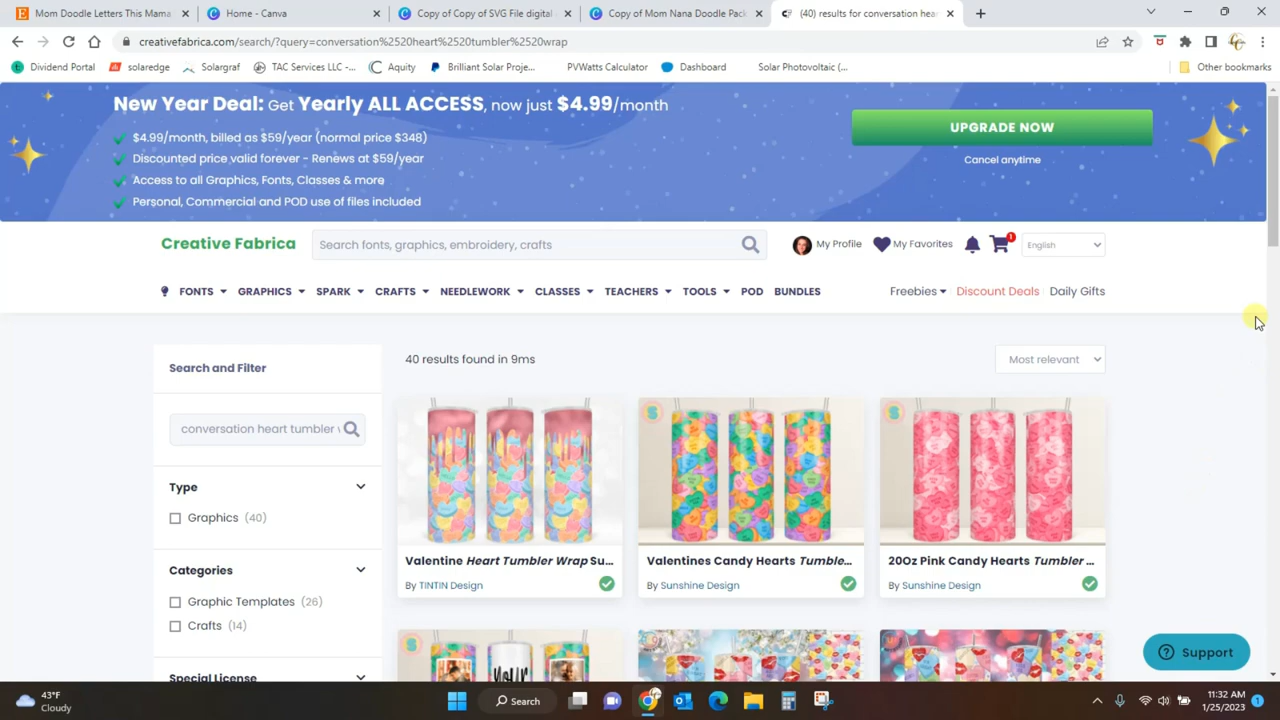 Mom Doodle Letters This Mama
Home - Canva
Copy of Copy of SVG File digital
Copy of Mom Nana Doodle Pack
(40) results for conversation hear
creativefabrica.com/search/?query=conversation%2520heart%2520tumbler%2520wrap
Dividend Portal
solaredge
Solargraf
TAC Services LLC -...
Aquity
Brilliant Solar Proje...
PVWatts Calculator
Dashboard
Solar Photovoltaic (...
Other bookmarks
New Year Deal: Get Yearly ALL ACCESS, now just $4.99/month
$4.99/month, billed as $59/year (normal price $348)
Discounted price valid forever - Renews at $59/year
Access to all Graphics, Fonts, Classes & more
Personal, Commercial and POD use of files included
UPGRADE NOW
Cancel anytime
Creative Fabrica
Search fonts, graphics, embroidery, crafts
My Profile
My Favorites
1
English
FONTS
GRAPHICS
SPARK
CRAFTS
NEEDLEWORK
CLASSES
TEACHERS
TOOLS
POD
BUNDLES
Freebies
Discount Deals
Daily Gifts
Search and Filter
conversation heart tumbler
Type
Graphics (40)
Categories
Graphic Templates (26)
Crafts (14)
Special License
40 results found in 9ms
Most relevant
Valentine Heart Tumbler Wrap Su...
By TINTIN Design
Valentines Candy Hearts Tumble...
By Sunshine Design
20Oz Pink Candy Hearts Tumbler ...
By Sunshine Design
Support
43°F
Cloudy
Search
11:32 AM
1/25/2023
1